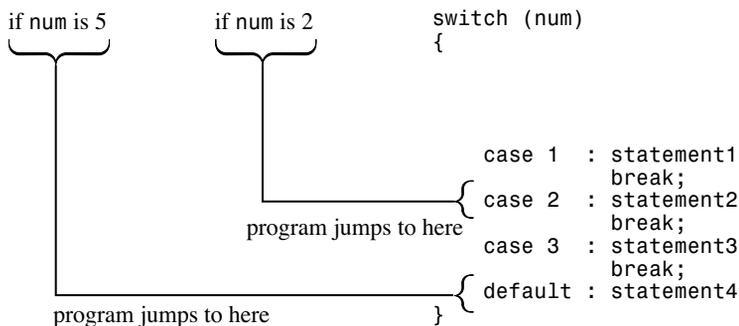 if num is 5 if num is 2 switch (num)
{
case 1 : statement1
break;
case 2 : statement2
break;
program jumps to here
case 3 : statement3
break;
default : statement4
program jumps to here
}